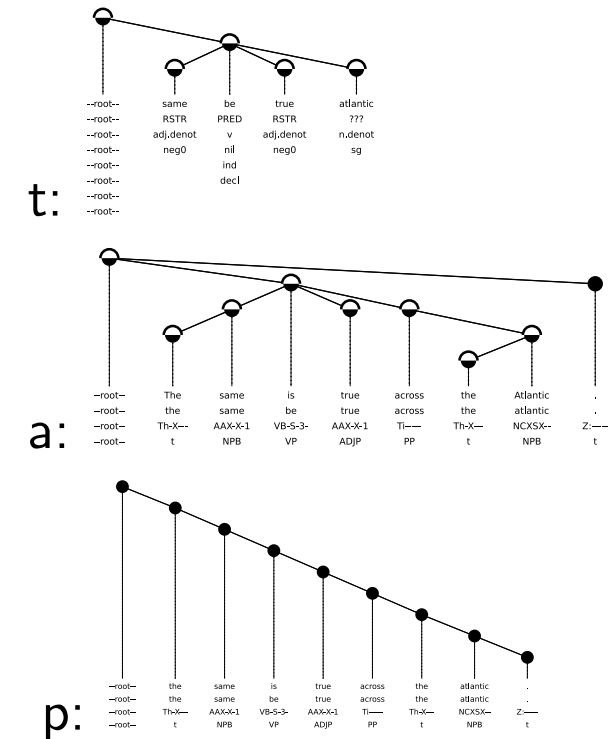 --root-- same be true atlantic
--root-- RSTR PRED RSTR ???
--root-- adj.denot v adj.denot n.denot
--root-- neg0 nil neg0 sg
--root-- ind
--root-- decl
--root--
--root--
t:
—root— The same is true across the Atlantic .
—root— the same be true across the atlantic .
—root— Th-X--- AAX-X-1 VB-S-3- AAX-X-1 Ti—— Th-X— NCXSX-- Z:——
—root— t NPB VP ADJP PP t NPB t
a:
—root— the same is true across the atlantic .
—root— the same be true across the atlantic .
—root— Th-X— AAX-X-1 VB-S-3- AAX-X-1 Ti—— Th-X— NCXSX- Z:——
—root— t NPB VP ADJP PP t NPB t
p: